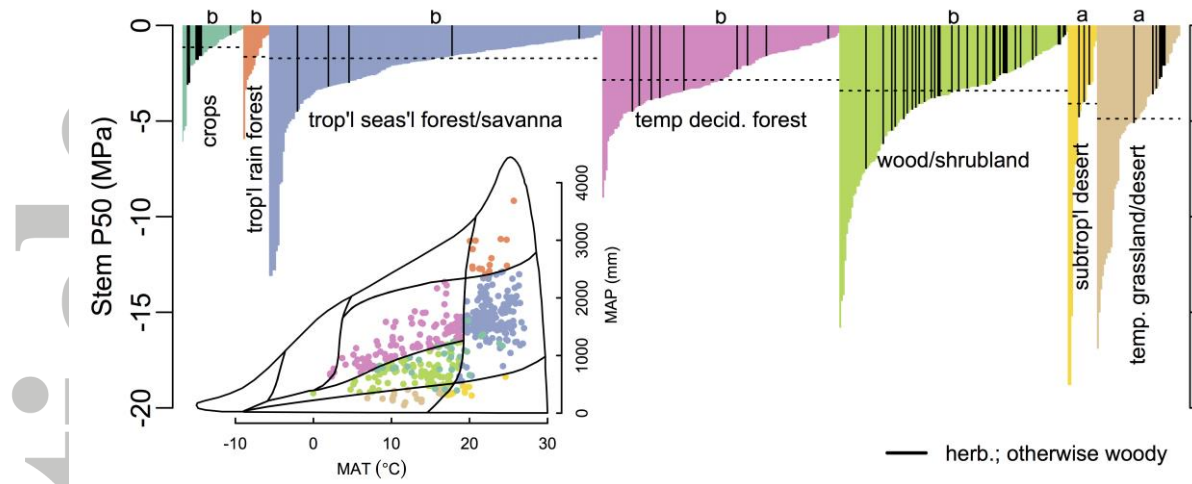 b b b b b a a
0
-5
-10
-15
-20
Stem P50 (MPa)
crops
trop'l rain forest
trop'l seas'l forest/savanna
temp decid. forest
wood/shrubland
subtrop'l desert
temp. grassland/desert
4000
3000
2000
1000
0
MAP (mm)
-10 0 10 20 30
MAT (°C)
herb.; otherwise woody